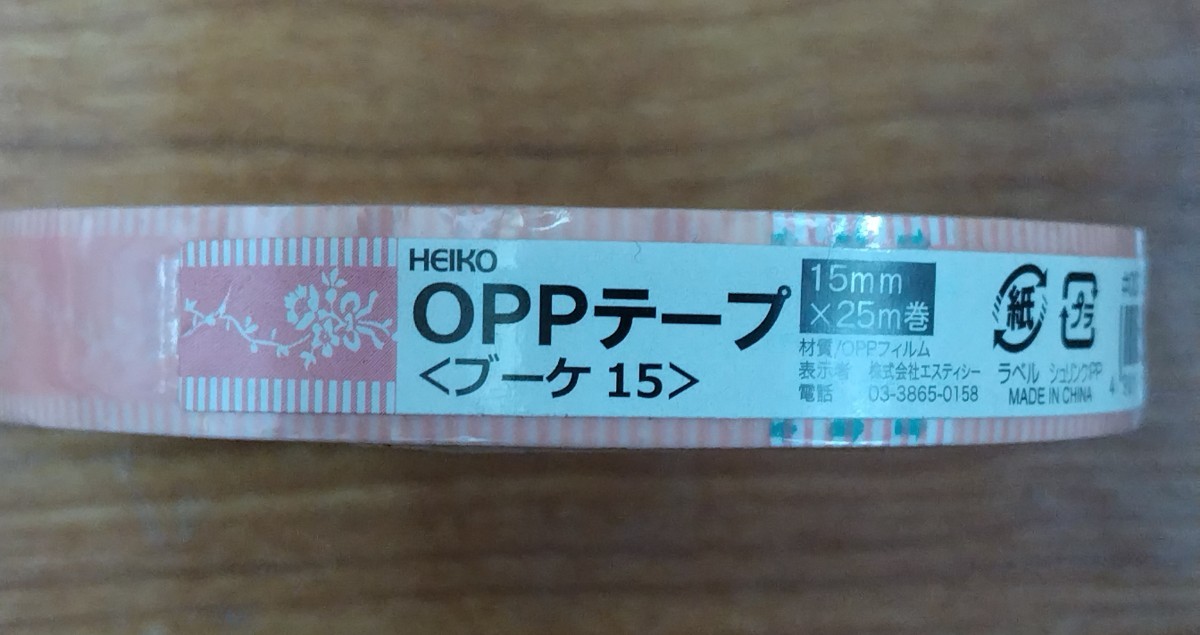 HEIKO
OPPテープ
<ブーケ 15>
15mm
×25m巻
材質/OPPフィルム
表示者 株式会社エスディシー
電話 03-3865-0158
紙
プラ
ラベル シュリンク:PP
MADE IN CHINA